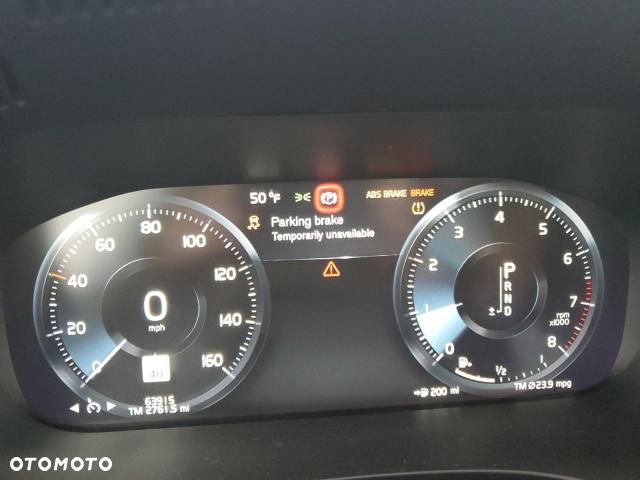 50°F
ABS BRAKE BRAKE
Parking brake
Temporarily unavailable
0 20 40 60 80 100 120 140 160
0
mph
40
63915
TM 2761.5 mi
0 1 2 3 4 5 6 7 8
rpm
x1000
P
R
N
± D
½ 1
200 mi
TM Ø23.9 mpg
OTOMOTO